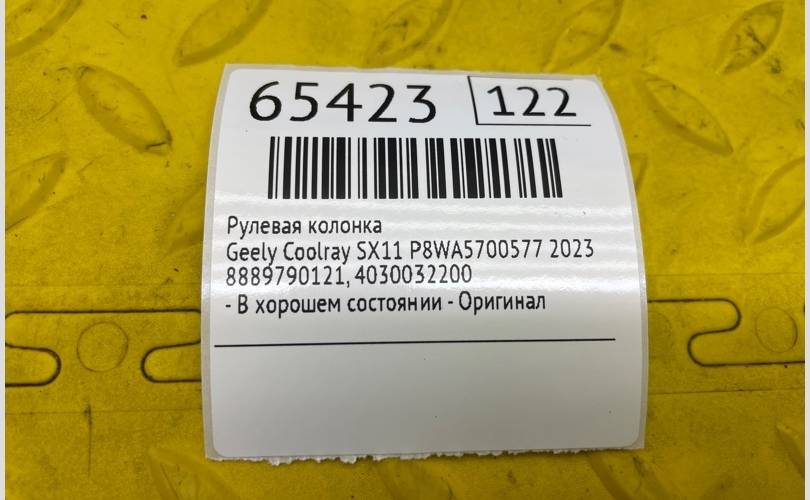 65423 122
Рулевая колонка
Geely Coolray SX11 P8WA5700577 2023
8889790121, 4030032200
- В хорошем состоянии - Оригинал